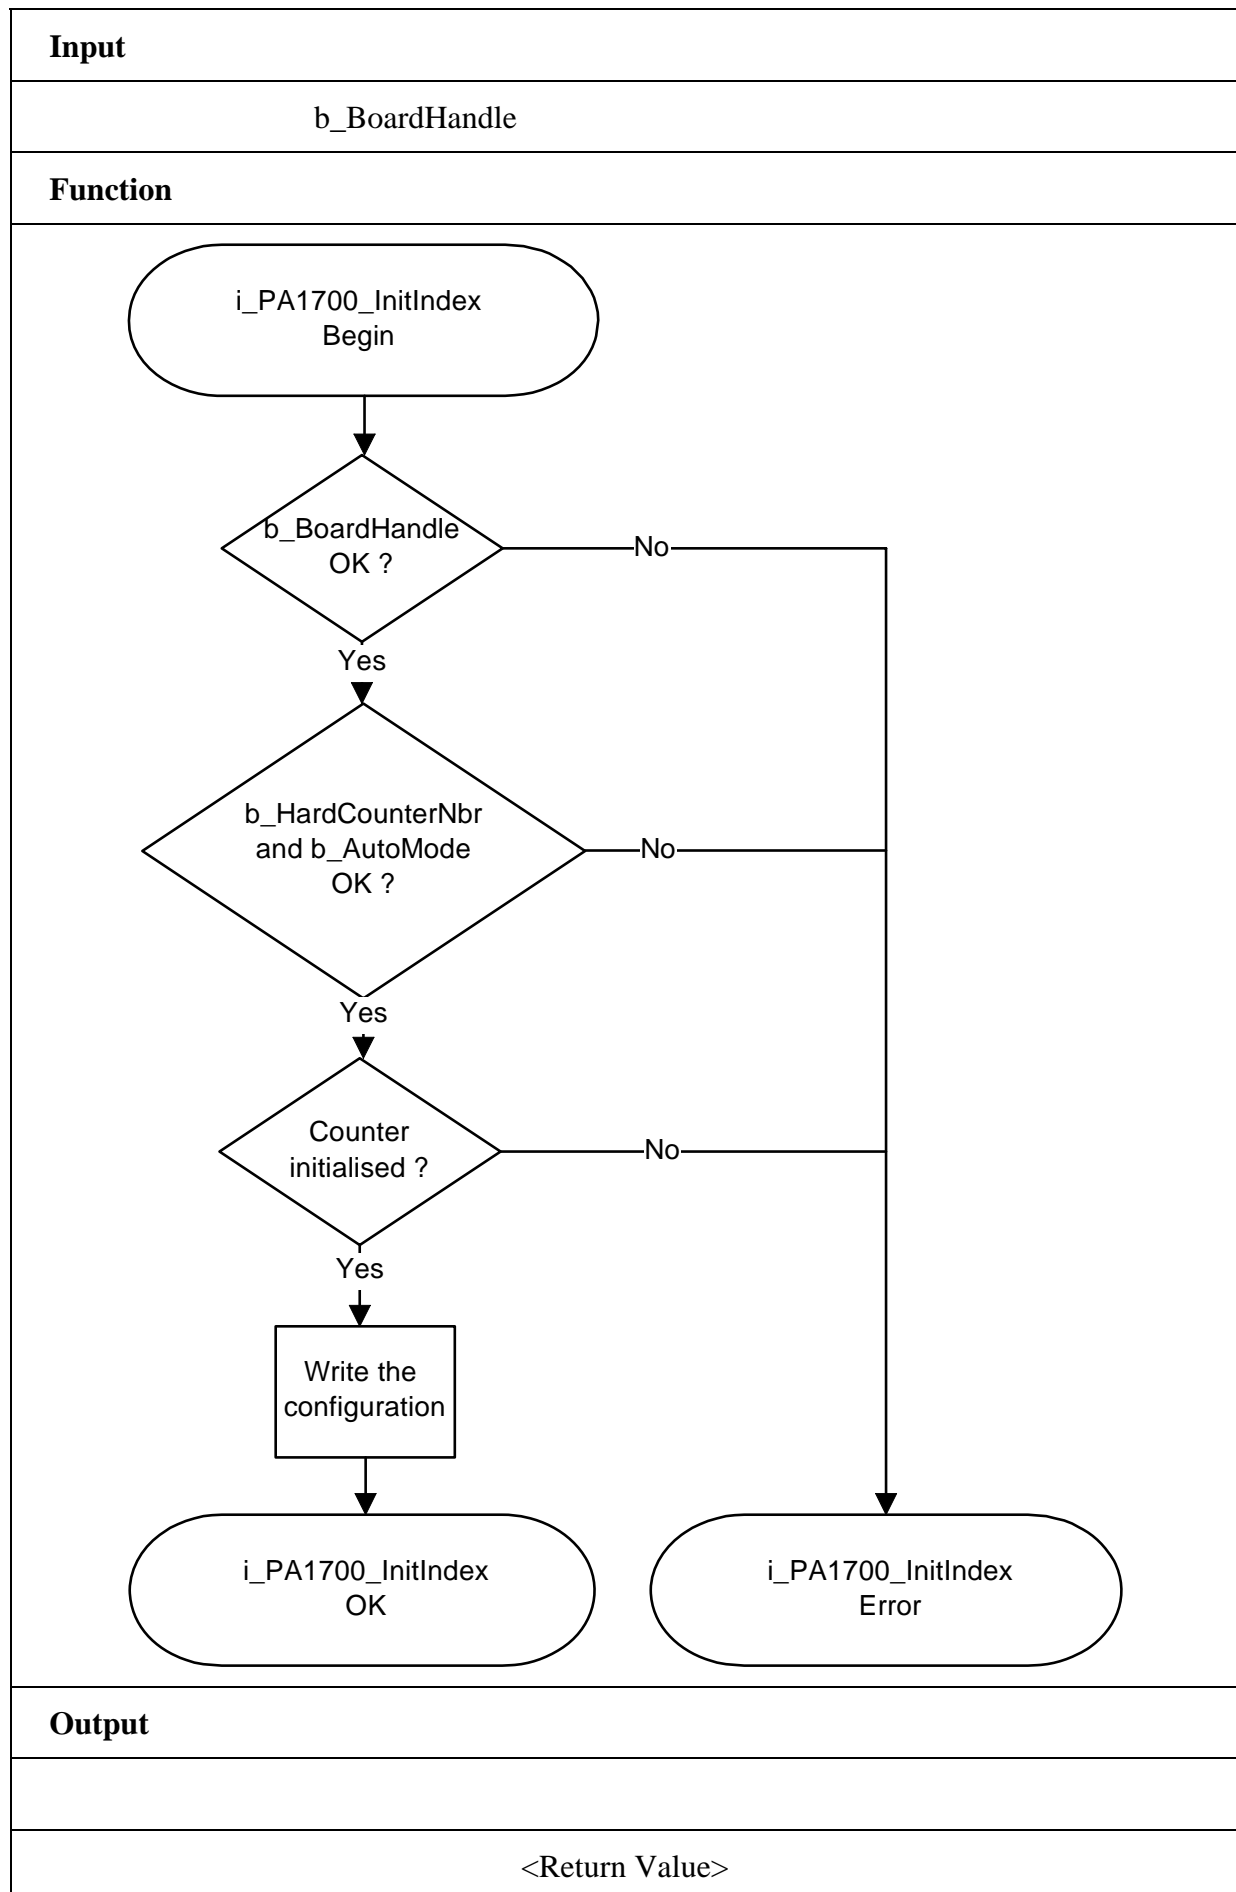 Input
b_BoardHandle
Function
i_PA1700_InitIndex
Begin
b_BoardHandle
OK ?
No
Yes
b_HardCounterNbr
and b_AutoMode
OK ?
No
Yes
Counter
initialised ?
No
Yes
Write the
configuration
i_PA1700_InitIndex
OK
i_PA1700_InitIndex
Error
Output
<Return Value>